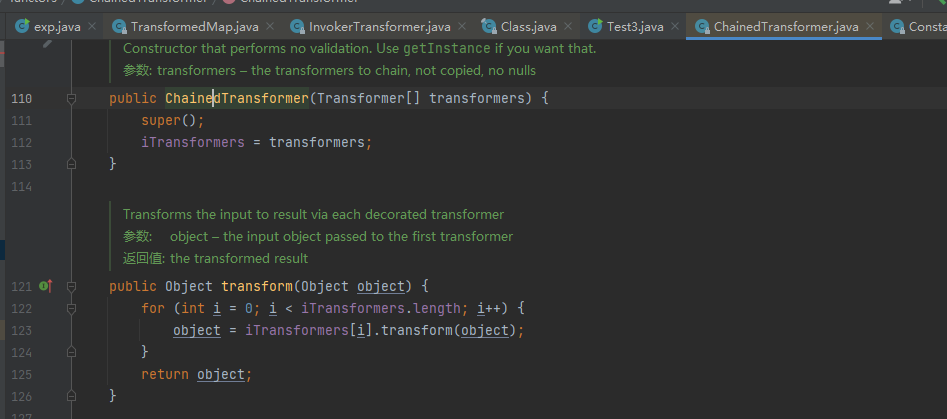 ChainedTransformer
exp.java TransformedMap.java InvokerTransformer.java Class.java Test3.java ChainedTransformer.java
Constructor that performs no validation. Use getInstance if you want that.
参数: transformers – the transformers to chain, not copied, no nulls
110 public ChainedTransformer(Transformer[] transformers) {
111 super();
112 iTransformers = transformers;
113 }
114
Transforms the input to result via each decorated transformer
参数: object – the input object passed to the first transformer
返回值: the transformed result
121 public Object transform(Object object) {
122 for (int i = 0; i < iTransformers.length; i++) {
123 object = iTransformers[i].transform(object);
124 }
125 return object;
126 }
127